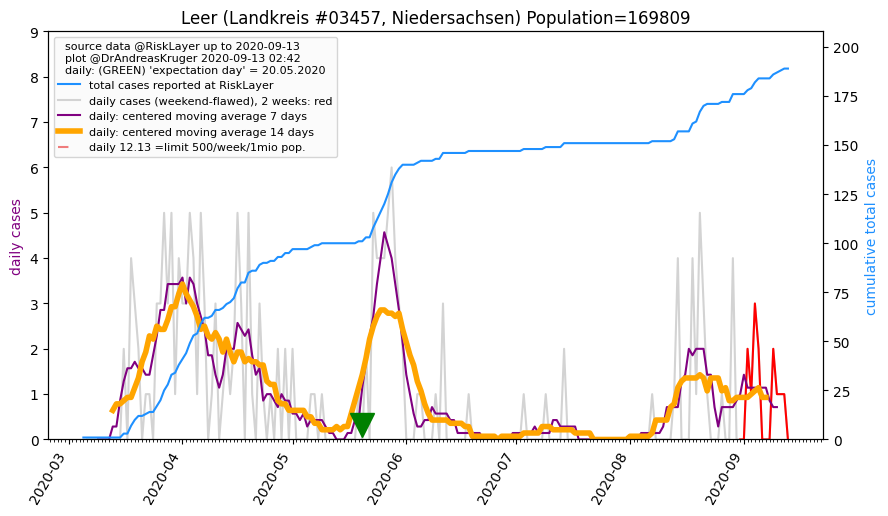 Leer (Landkreis #03457, Niedersachsen) Population=169809
source data @RiskLayer up to 2020-09-13
plot @DrAndreasKruger 2020-09-13 02:42
daily: (GREEN) 'expectation day' = 20.05.2020
total cases reported at RiskLayer
daily cases (weekend-flawed), 2 weeks: red
daily: centered moving average 7 days
daily: centered moving average 14 days
daily 12.13 =limit 500/week/1mio pop.
9
8
7
6
5
4
3
2
1
0
daily cases
200
175
150
125
100
75
50
25
0
cumulative total cases
2020-03
2020-04
2020-05
2020-06
2020-07
2020-08
2020-09